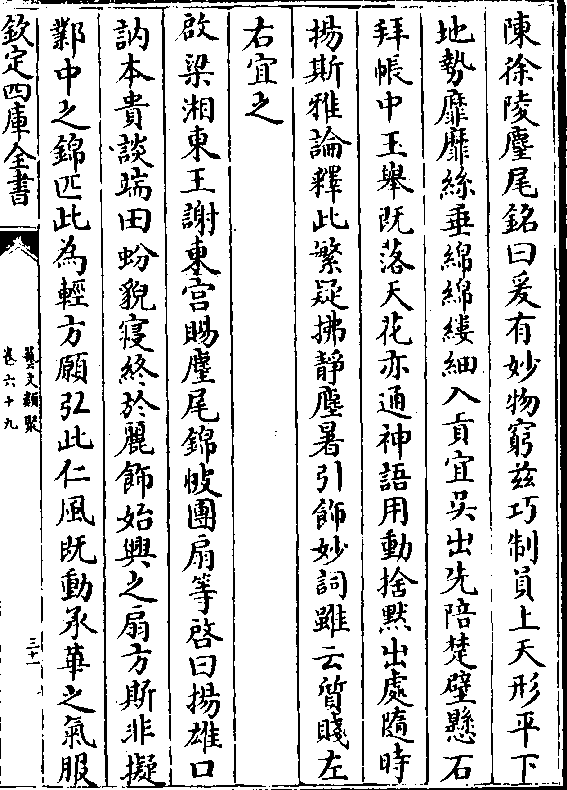 陳徐陵麈尾銘曰爰有妙物窮兹巧制員上天形平下
地勢靡靡絲垂綿綿縷細入貢宜吳出先陪楚壁懸石
拜帳中玉舉既落天花亦通神語用動捨默出處隨時
揚斯雅論釋此繁疑拂靜塵暑引飾妙詞雖云質賤左
右宜之
啟梁湘東王謝東宮賜麈尾錦帔團扇等啓曰揚雄口
訥本貴談端田蚡貌寢終於麗飾始興之扇方斯非擬
鄴中之錦匹此為輕方願弘此仁風既動承華之氣服
欽定四庫全書
藝文類聚
卷六十九
三十一